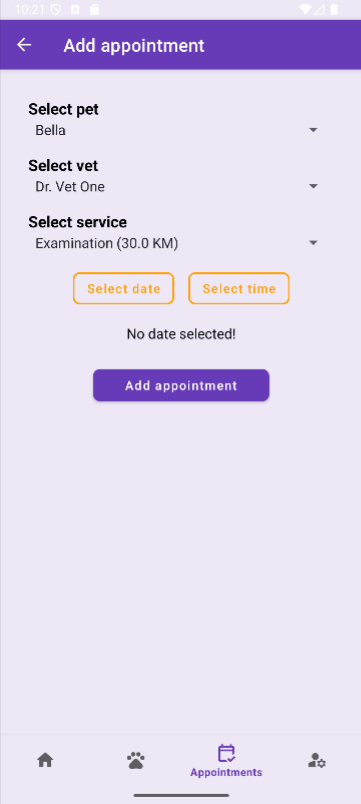 10:21
Add appointment
Select pet
Bella
Select vet
Dr. Vet One
Select service
Examination (30.0 KM)
Select date Select time
No date selected!
Add appointment
Appointments